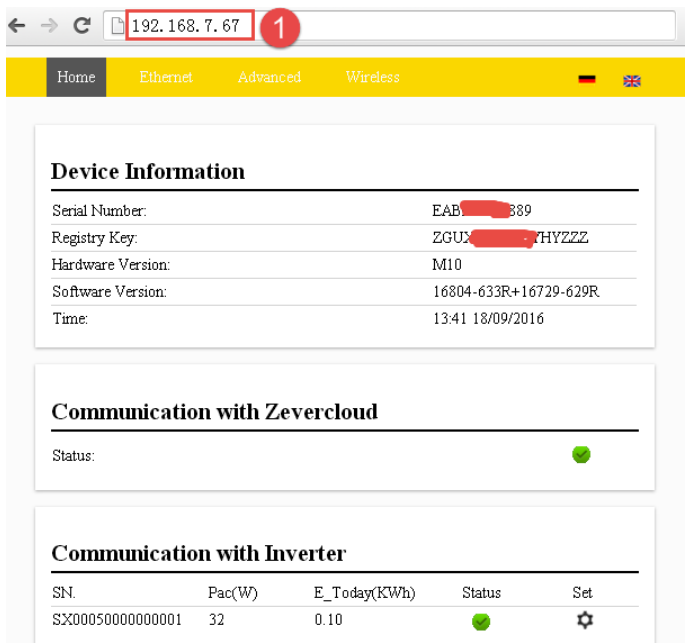 192.168.7.67 1
Home Ethernet Advanced Wireless
Device Information
Serial Number: EAB 889
Registry Key: ZGUX YHYZZZ
Hardware Version: M10
Software Version: 16804-633R+16729-629R
Time: 13:41 18/09/2016
Communication with Zevercloud
Status:
Communication with Inverter
SN. Pac(W) E_Today(KWh) Status Set
SX00050000000001 32 0.10